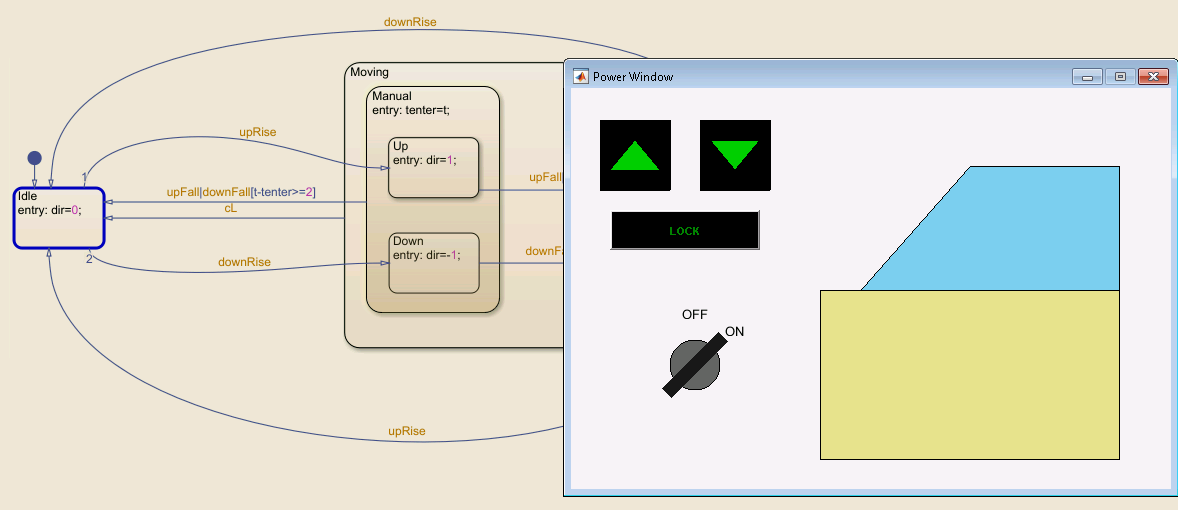 downRise
Moving
Manual
entry: tenter=t;
upRise
Up
entry: dir=1;
1
Idle
entry: dir=0;
upFall|downFall[t-tenter>=2]
cL
upFall|
Down
entry: dir=-1;
2
downRise
downFa
upRise
Power Window
LOCK
OFF
ON